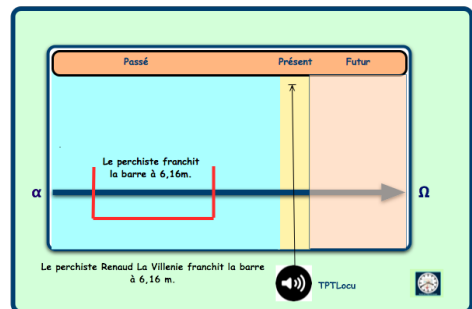 Passé Présent Futur
Le perchiste franchit
la barre à 6,16m.
α Ω
Le perchiste Renaud La Villenie franchit la barre
à 6,16 m.
TPTLocu